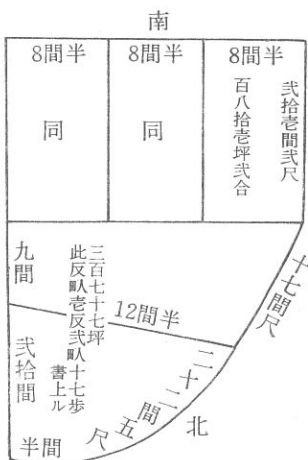 南
8間半
8間半
8間半
弐拾壱間弐尺
百八拾壱坪弐合
同
同
十七間尺
三百七十七坪
此反畝壱反弐畝十七歩
書上ル
九間
12間半
弐拾間
半間
二十二間五尺
北